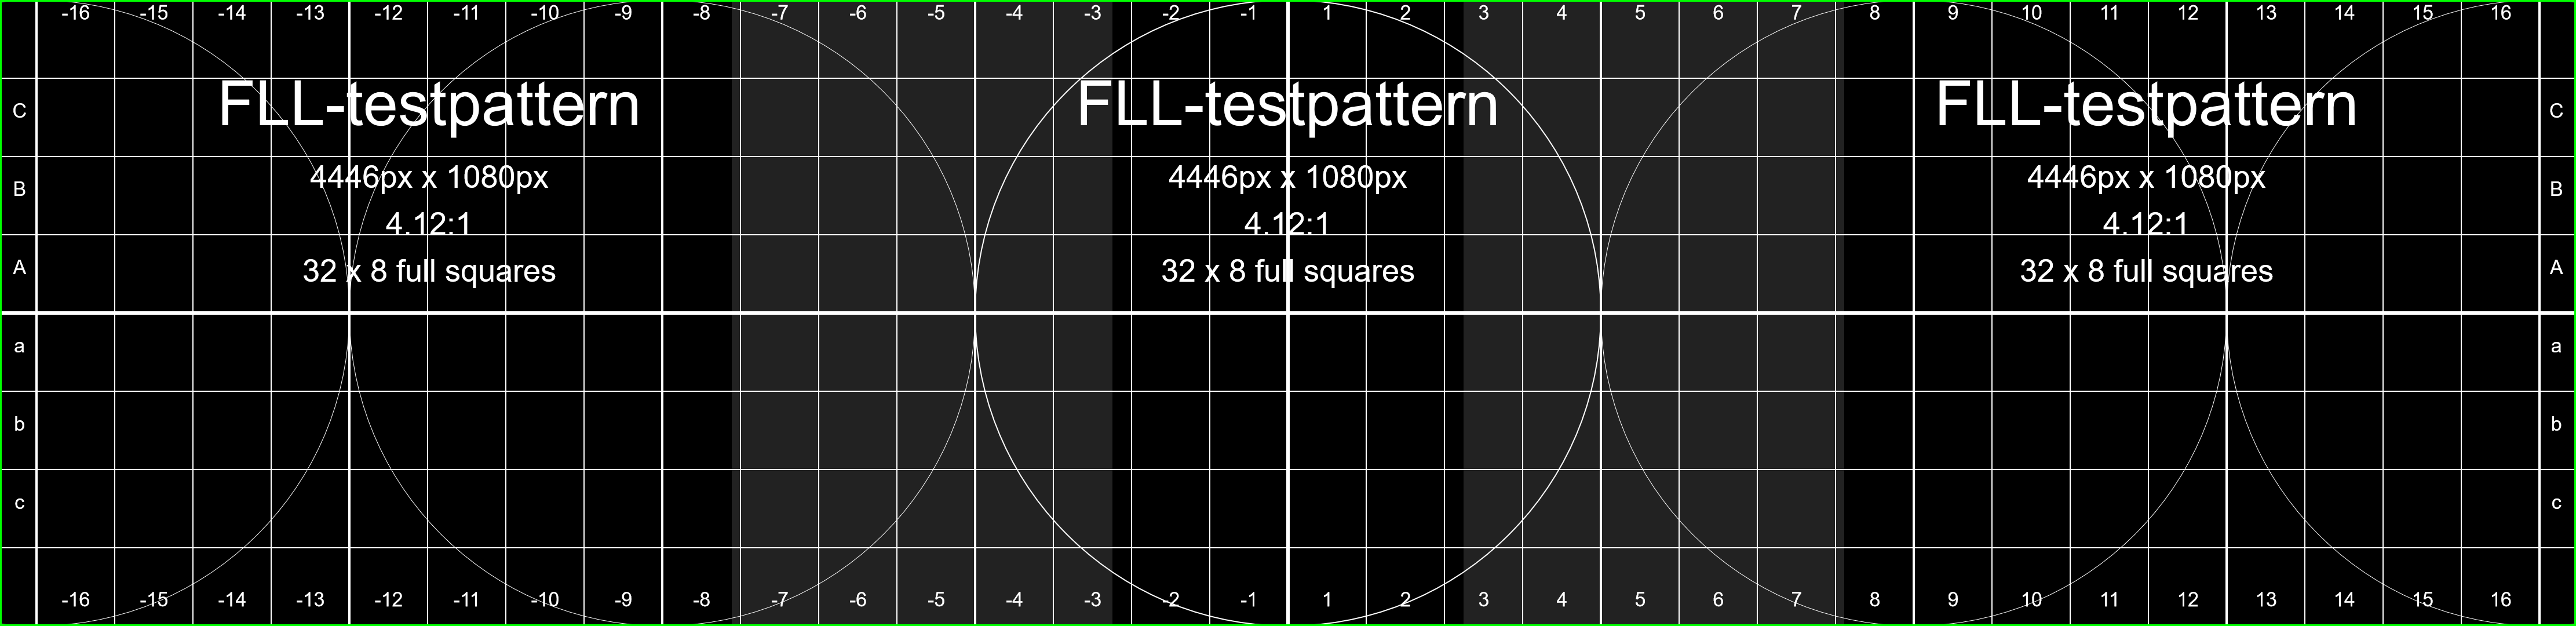 -16 -15 -14 -13 -12 -11 -10 -9 -8 -7 -6 -5 -4 -3 -2 -1 1 2 3 4 5 6 7 8 9 10 11 12 13 14 15 16
C FLL-testpattern FLL-testpattern FLL-testpattern C
B 4446px x 1080px 4446px x 1080px 4446px x 1080px B
4.12:1 4.12:1 4.12:1
A 32 x 8 full squares 32 x 8 full squares 32 x 8 full squares A
a a
b b
c c
-16 -15 -14 -13 -12 -11 -10 -9 -8 -7 -6 -5 -4 -3 -2 -1 1 2 3 4 5 6 7 8 9 10 11 12 13 14 15 16